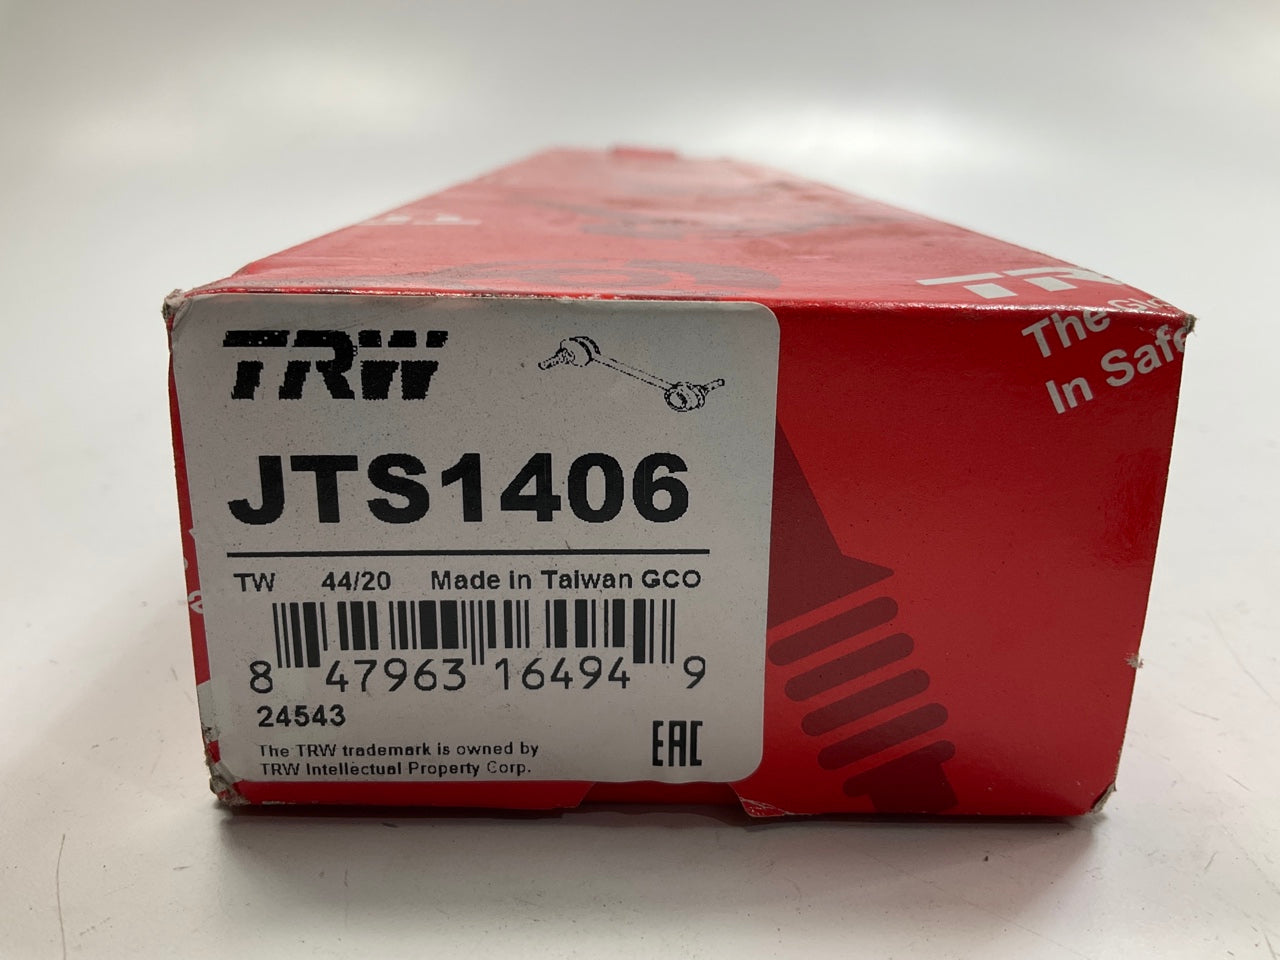 TRW
The
In Safe
TRW
JTS1406
TW 44/20 Made in Taiwan GCO
8 47963 16494 9
24543
The TRW trademark is owned by
TRW Intellectual Property Corp.
EAC